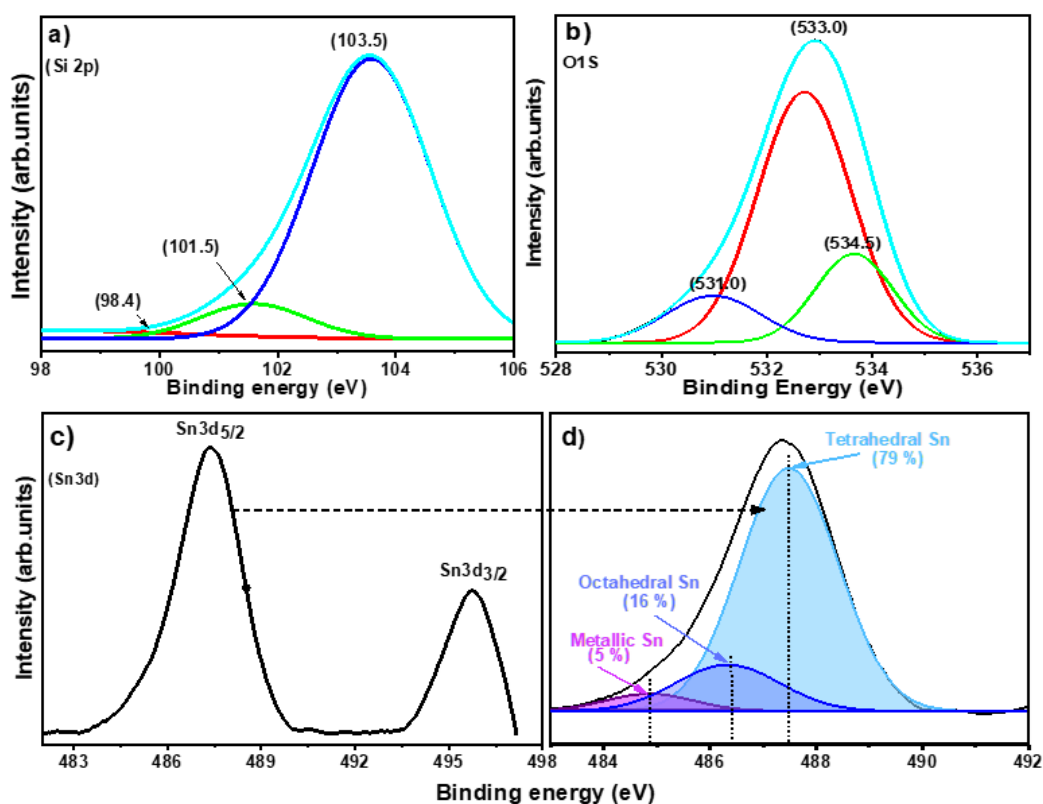 a)
(Si 2p)
(103.5)
(101.5)
(98.4)
Intensity (arb.units)
98 100 102 104 106
Binding energy (eV)
b)
O1S
(533.0)
(534.5)
(531.0)
Intensity (arb.units)
528 530 532 534 536
Binding Energy (eV)
c)
(Sn3d)
Sn3d5/2
Sn3d3/2
Intensity (arb.units)
483 486 489 492 495 498
d)
Tetrahedral Sn
(79 %)
Octahedral Sn
(16 %)
Metallic Sn
(5 %)
484 486 488 490 492
Binding energy (eV)